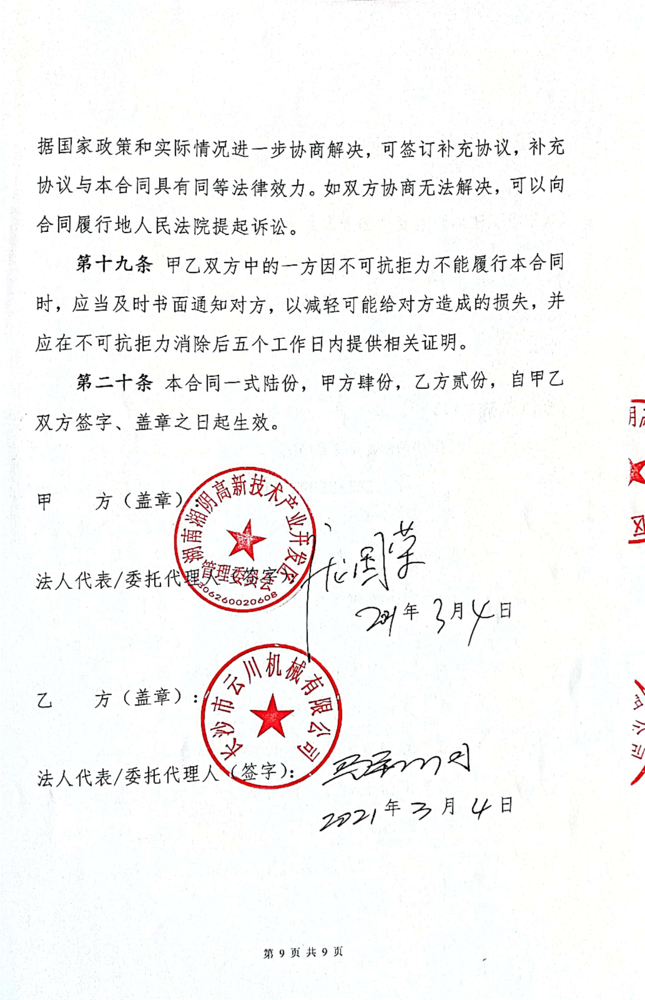 据国家政策和实际情况进一步协商解决，可签订补充协议，补充
协议与本合同具有同等法律效力。如双方协商无法解决，可以向
合同履行地人民法院提起诉讼。
第十九条 甲乙双方中的一方因不可抗拒力不能履行本合同
时，应当及时书面通知对方，以减轻可能给对方造成的损失，并
应在不可抗拒力消除后五个工作日内提供相关证明。
第二十条 本合同一式陆份，甲方肆份，乙方贰份，自甲乙
双方签字、盖章之日起生效。
甲 方（盖章）：
湖南湘阴高新技术产业开发区
管理委员会
4306260020608
法人代表/委托代理人（签字）：
2021年3月4日
乙 方（盖章）：
长沙市云川机械有限公司
法人代表/委托代理人（签字）：
2021年3月4日
第 9 页 共 9 页